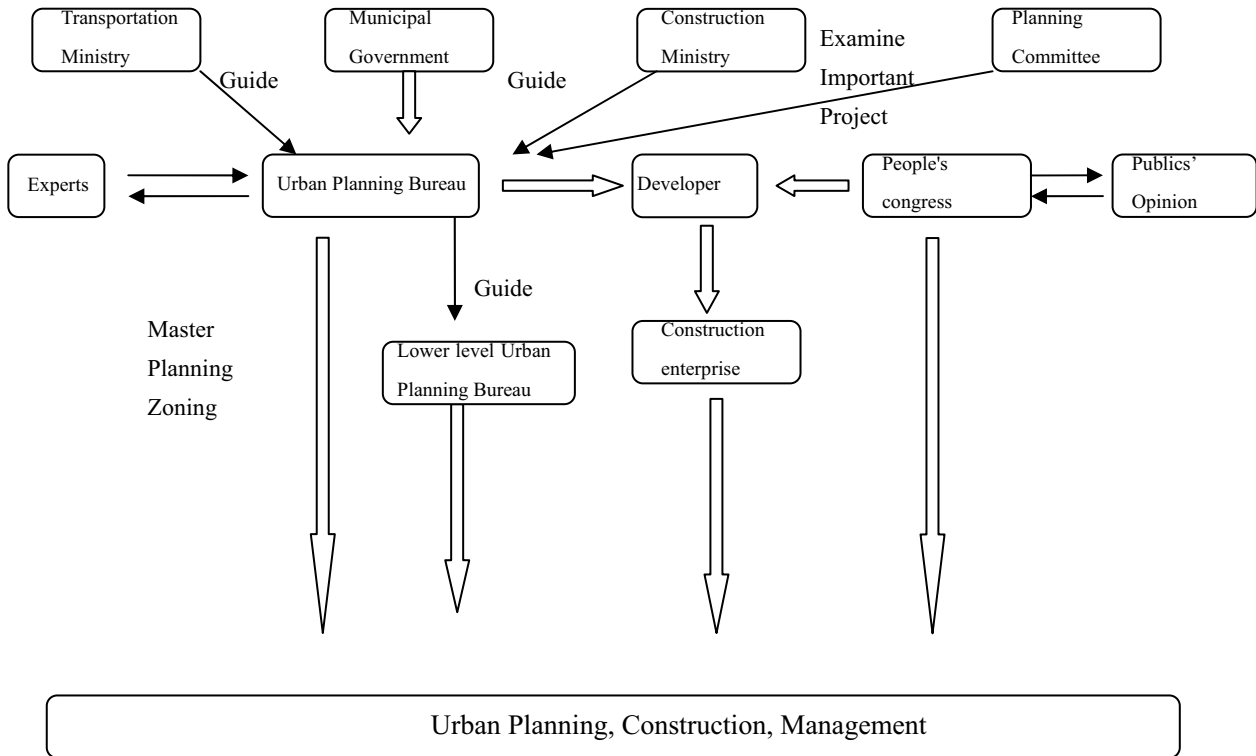 Transportation
Ministry
Municipal
Government
Construction
Ministry
Planning
Committee
Guide
Guide
Examine
Important
Project
Experts
Urban Planning Bureau
Developer
People's
congress
Publics’
Opinion
Guide
Master
Planning
Zoning
Lower level Urban
Planning Bureau
Construction
enterprise
Urban Planning, Construction, Management